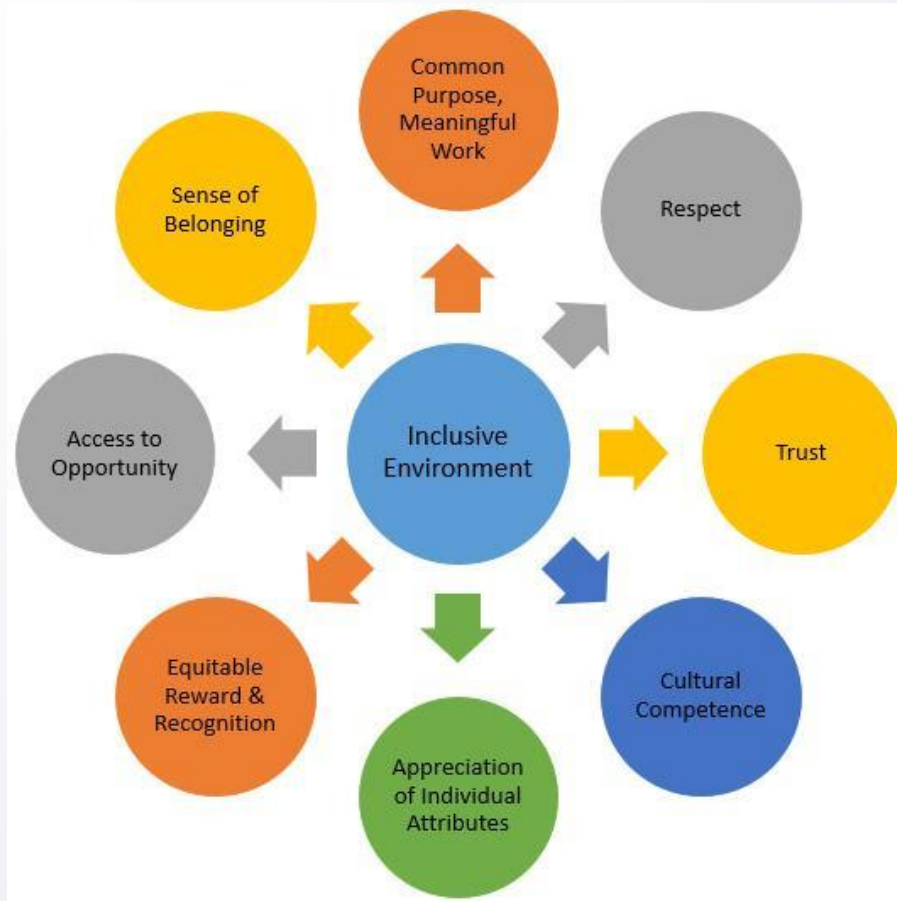 Common
Purpose,
Meaningful
Work
Respect
Trust
Cultural
Competence
Appreciation
of Individual
Attributes
Equitable
Reward &
Recognition
Access to
Opportunity
Sense of
Belonging
Inclusive
Environment